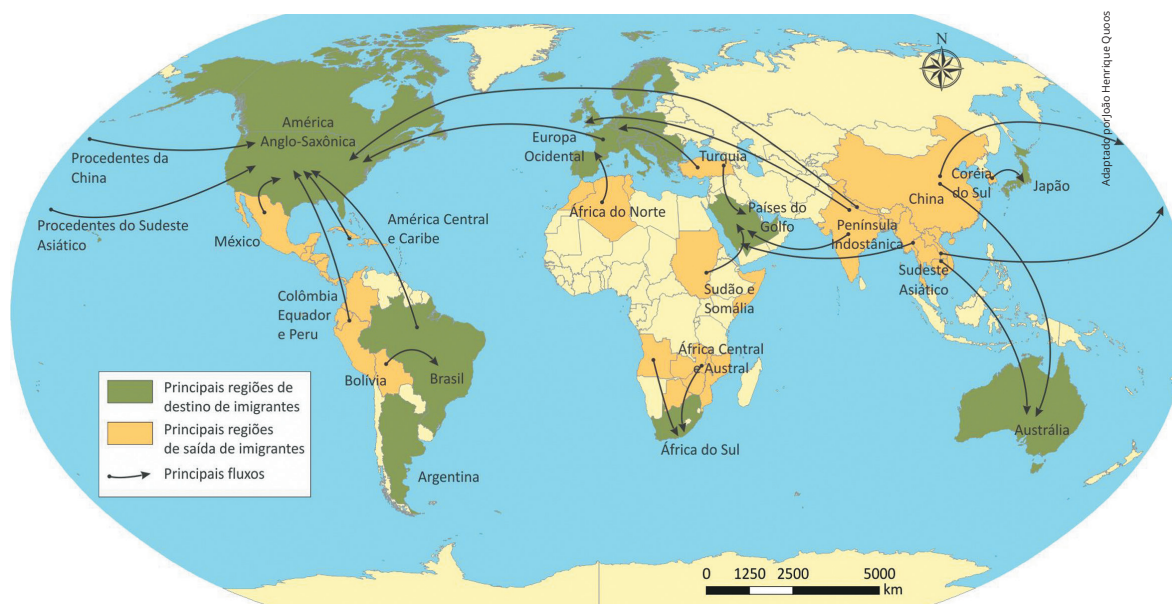 N
Adaptado porJoão Henrique Quoos
América
Anglo-Saxônica
Procedentes da
China
Procedentes do Sudeste
Asiático
México
América Central
e Caribe
Colômbia
Equador
e Peru
Bolívia
Brasil
Argentina
Europa
Ocidental
Turquia
África do Norte
Países do
Golfo
Península
Indostânica
China
Coréia
do Sul
Japão
Sudeste
Asiático
Sudão e
Somália
África Central
e Austral
África do Sul
Austrália
Principais regiões de
destino de imigrantes
Principais regiões
de saída de imigrantes
Principais fluxos
0 1250 2500 5000
km